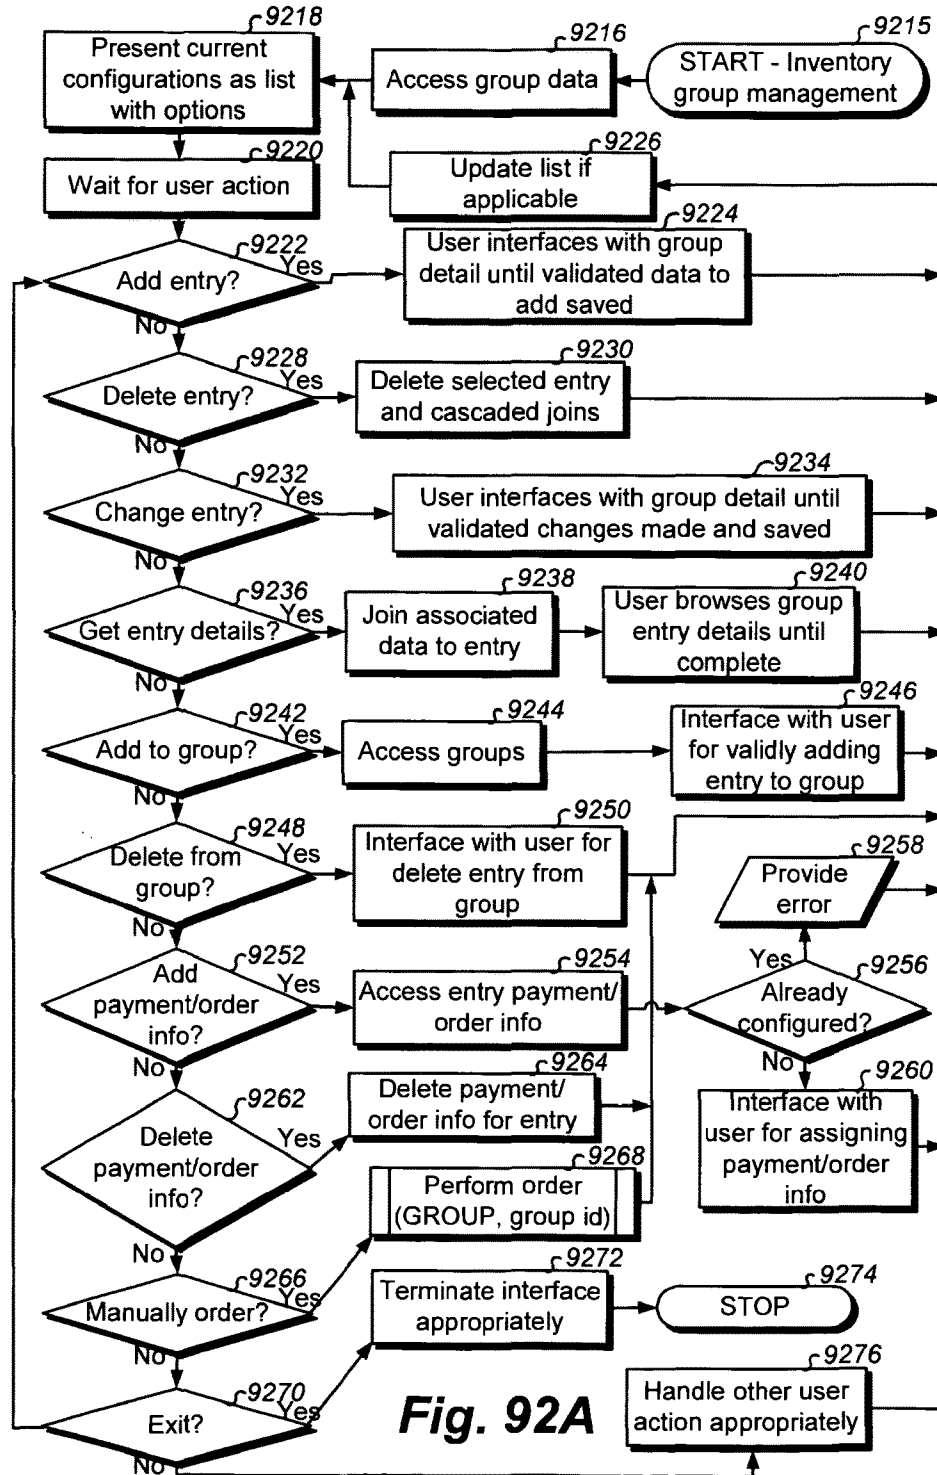 9218
Present current
configurations as list
with options
9216
Access group data
9215
START - Inventory
group management
9220
Wait for user action
9226
Update list if
applicable
9222
Add entry?
Yes
No
9224
User interfaces with group
detail until validated data to
add saved
9228
Delete entry?
Yes
No
9230
Delete selected entry
and cascaded joins
9232
Change entry?
Yes
No
9234
User interfaces with group detail until
validated changes made and saved
9236
Get entry details?
Yes
No
9238
Join associated
data to entry
9240
User browses group
entry details until
complete
9242
Add to group?
Yes
No
9244
Access groups
9246
Interface with user
for validly adding
entry to group
9248
Delete from
group?
Yes
No
9250
Interface with user for
delete entry from
group
9258
Provide
error
9252
Add
payment/order
info?
Yes
No
9254
Access entry payment/
order info
Yes
9256
Already
configured?
No
9260
Interface with
user for assigning
payment/order
info
9262
Delete
payment/order
info?
Yes
No
9264
Delete payment/
order info for entry
9266
Manually order?
Yes
No
9268
Perform order
(GROUP, group id)
9270
Exit?
Yes
No
9272
Terminate interface
appropriately
9274
STOP
9276
Handle other user
action appropriately
Fig. 92A